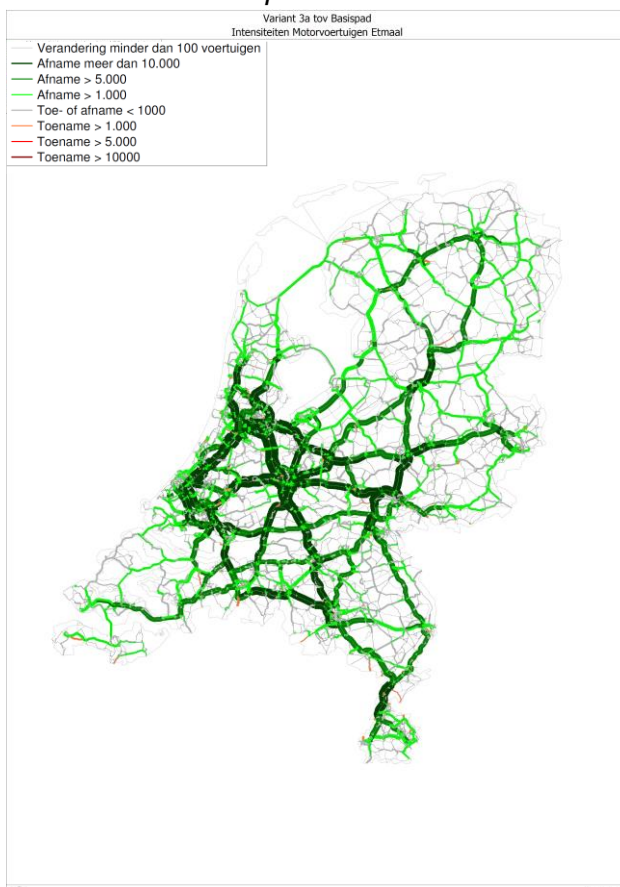 Variant 3a tov Basispad
Intensiteiten Motorvoertuigen Etmaal
Verandering minder dan 100 voertuigen
Afname meer dan 10.000
Afname > 5.000
Afname > 1.000
Toe- of afname < 1000
Toename > 1.000
Toename > 5.000
Toename > 10000